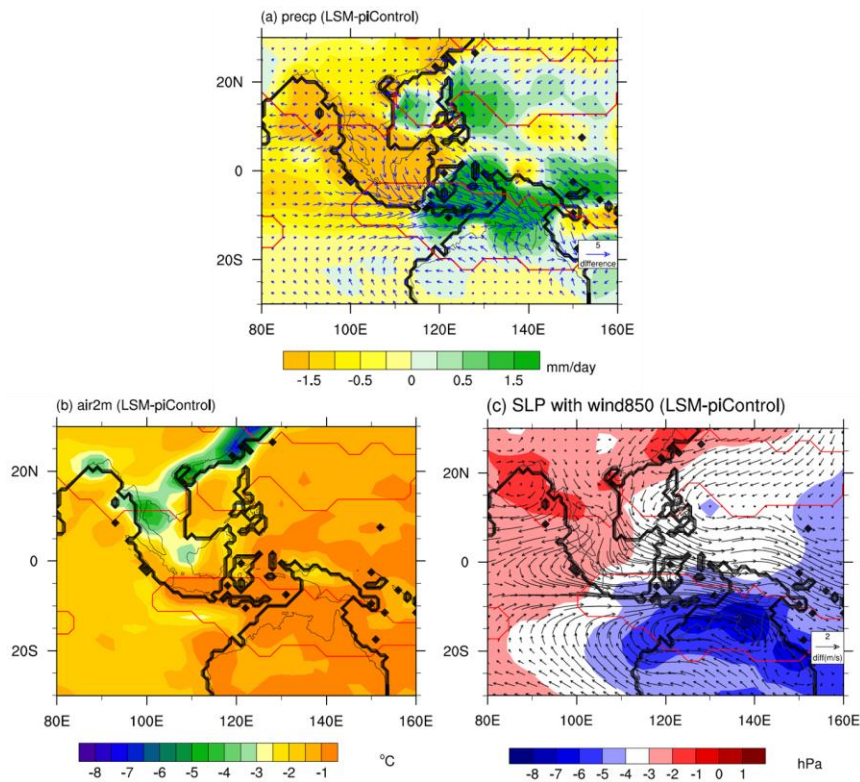 (a) precp (LSM-piControl)
20N
0
20S
5
difference
80E 100E 120E 140E 160E
-1.5 -0.5 0 0.5 1.5 mm/day
(b) air2m (LSM-piControl)
20N
0
20S
80E 100E 120E 140E 160E
-8 -7 -6 -5 -4 -3 -2 -1 °C
(c) SLP with wind850 (LSM-piControl)
20N
0
20S
2
diff(m/s)
80E 100E 120E 140E 160E
-8 -7 -6 -5 -4 -3 -2 -1 0 1 hPa